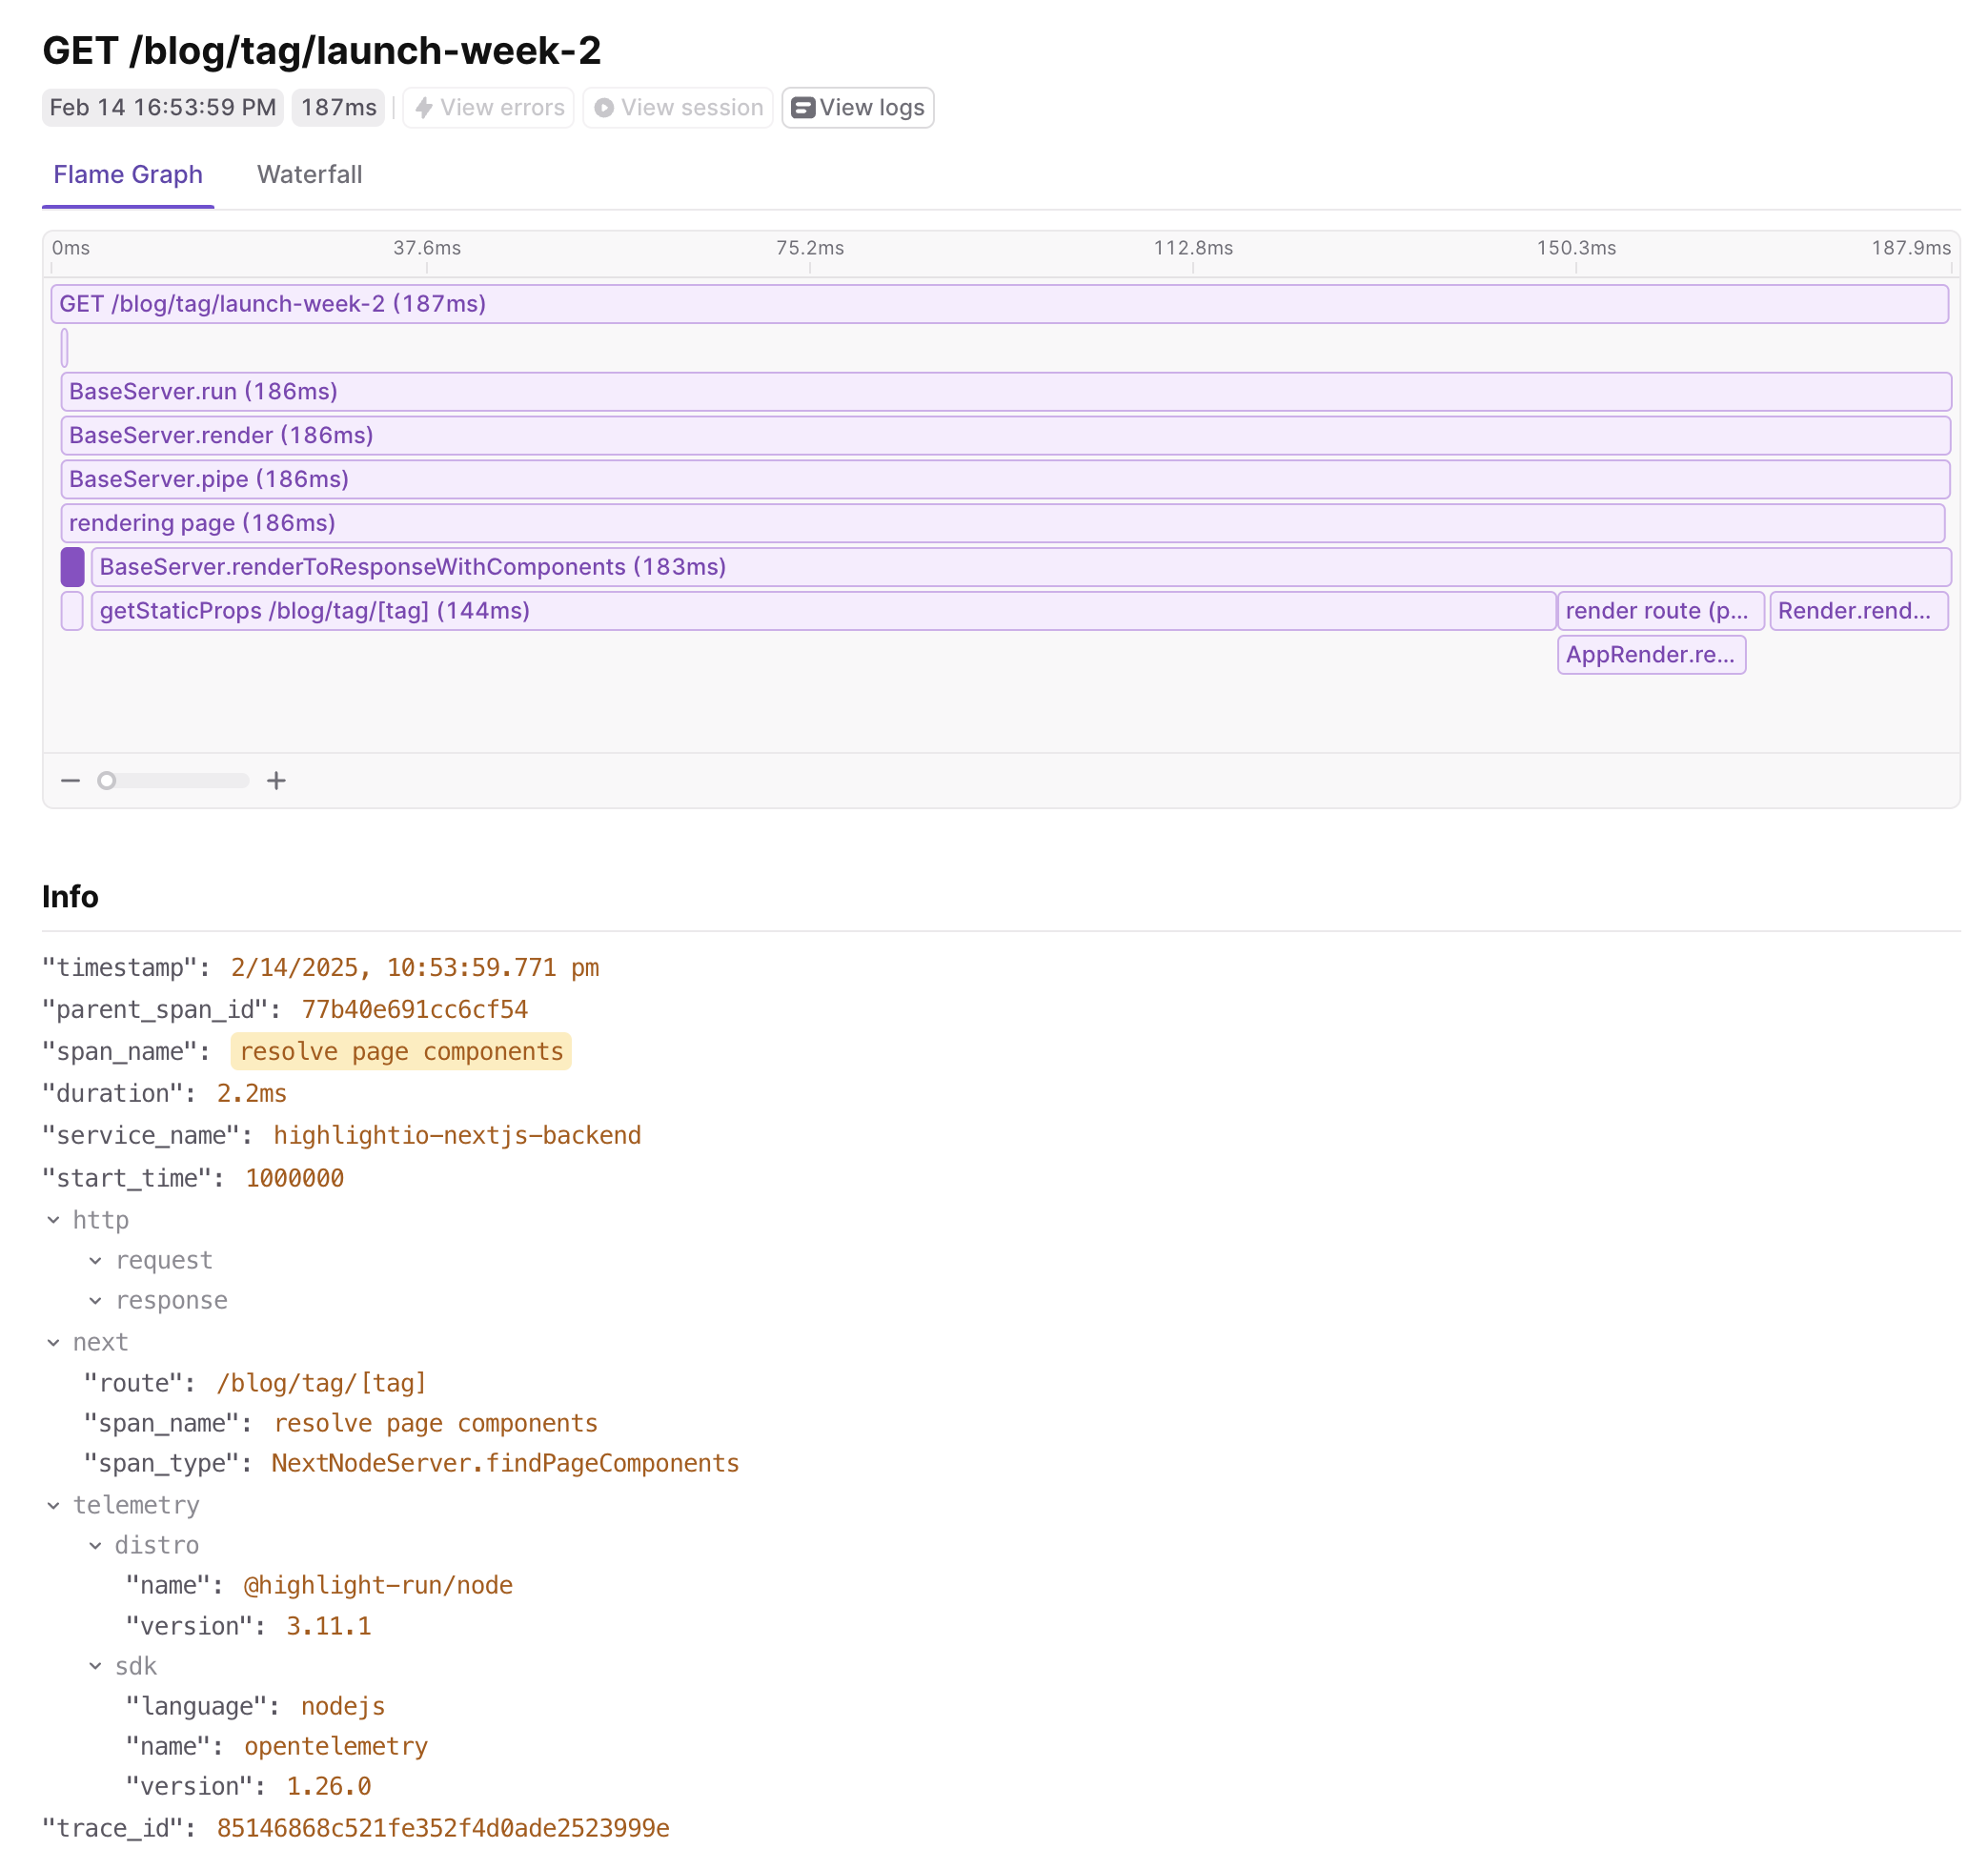 GET /blog/tag/launch-week-2
Feb 14 16:53:59 PM 187ms View errors View session View logs
Flame Graph Waterfall
0ms 37.6ms 75.2ms 112.8ms 150.3ms 187.9ms
GET /blog/tag/launch-week-2 (187ms)
BaseServer.run (186ms)
BaseServer.render (186ms)
BaseServer.pipe (186ms)
rendering page (186ms)
BaseServer.renderToResponseWithComponents (183ms)
getStaticProps /blog/tag/[tag] (144ms) render route (p... Render.rend...
AppRender.re...
Info
"timestamp": 2/14/2025, 10:53:59.771 pm
"parent_span_id": 77b40e691cc6cf54
"span_name": resolve page components
"duration": 2.2ms
"service_name": highlightio-nextjs-backend
"start_time": 1000000
http
request
response
next
"route": /blog/tag/[tag]
"span_name": resolve page components
"span_type": NextNodeServer.findPageComponents
telemetry
distro
"name": @highlight-run/node
"version": 3.11.1
sdk
"language": nodejs
"name": opentelemetry
"version": 1.26.0
"trace_id": 85146868c521fe352f4d0ade2523999e